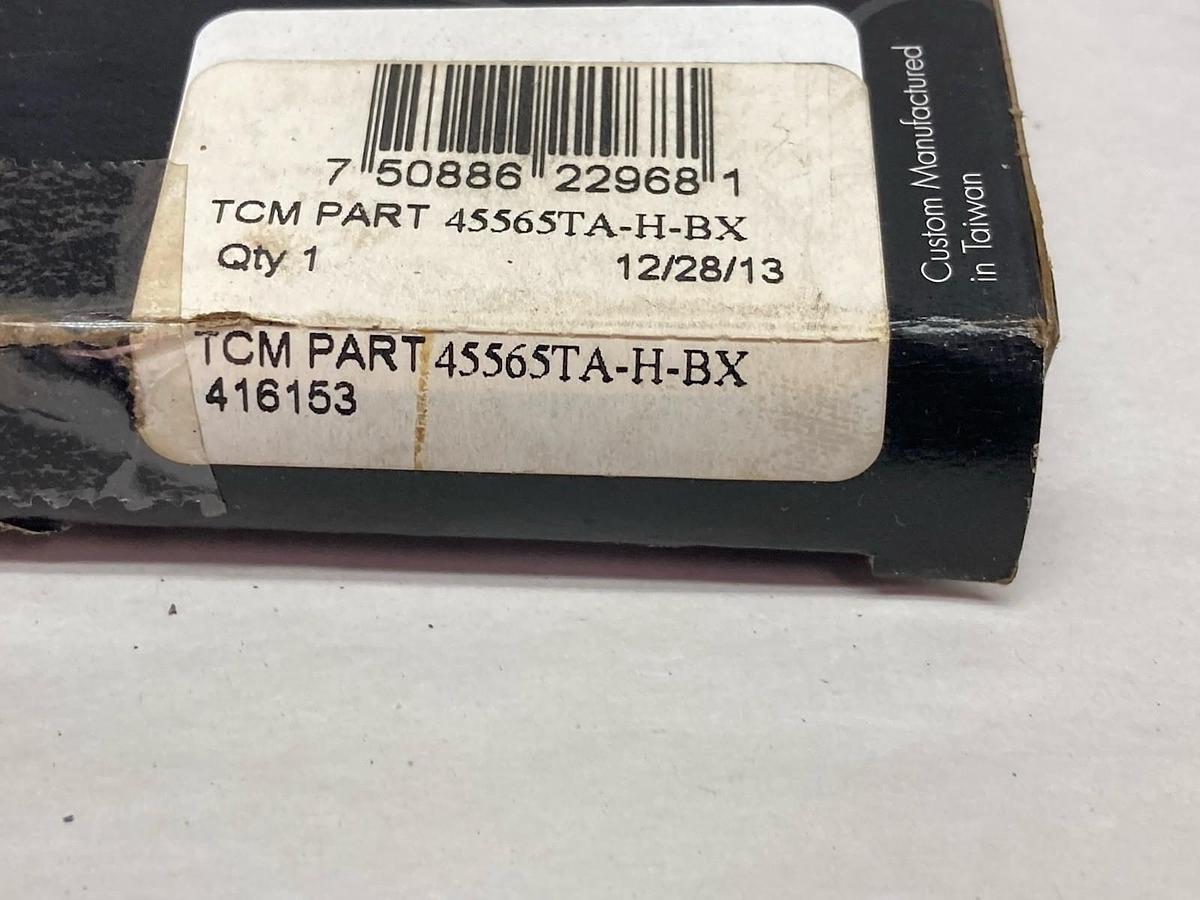 7 50886 22968 1
TCM PART 45565TA-H-BX
Qty 1 12/28/13
TCM PART 45565TA-H-BX
416153
Custom Manufactured
in Taiwan